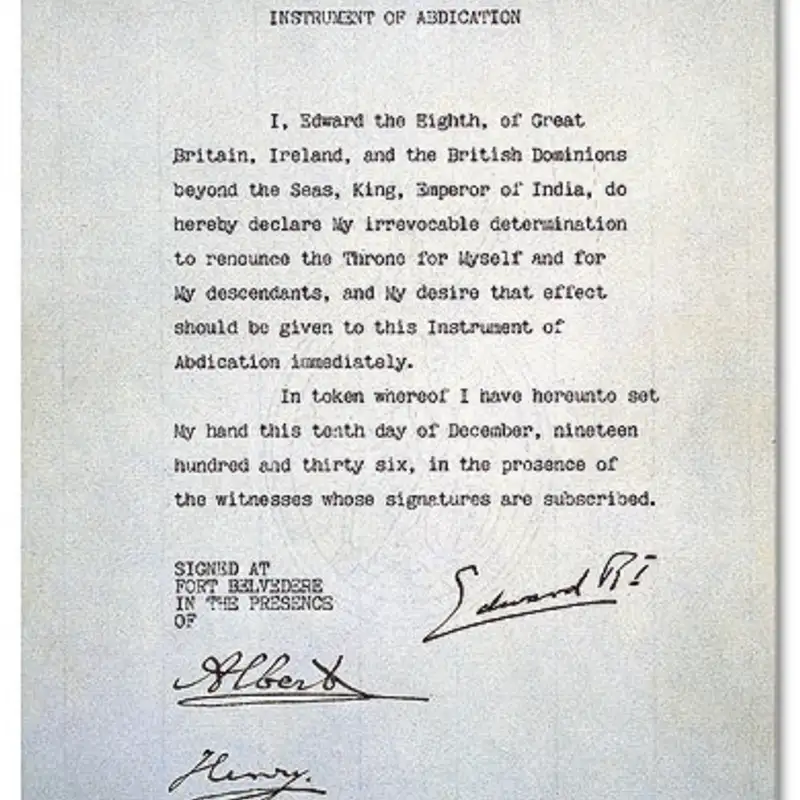 INSTRUMENT OF ABDICATION
I, Edward the Eighth, of Great
Britain, Ireland, and the British Dominions
beyond the Seas, King, Emperor of India, do
hereby declare My irrevocable determination
to renounce the Throne for Myself and for
My descendants, and My desire that effect
should be given to this Instrument of
Abdication immediately.
In token whereof I have hereunto set
My hand this tenth day of December, nineteen
hundred and thirty six, in the presence of
the witnesses whose signatures are subscribed.
SIGNED AT
FORT BELVEDERE
IN THE PRESENCE
OF
Edward RI
Albert
Henry.